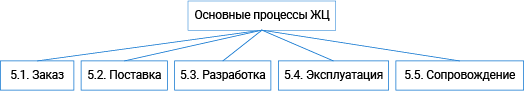 Основные процессы ЖЦ
5.1. Заказ
5.2. Поставка
5.3. Разработка
5.4. Эксплуатация
5.5. Сопровождение